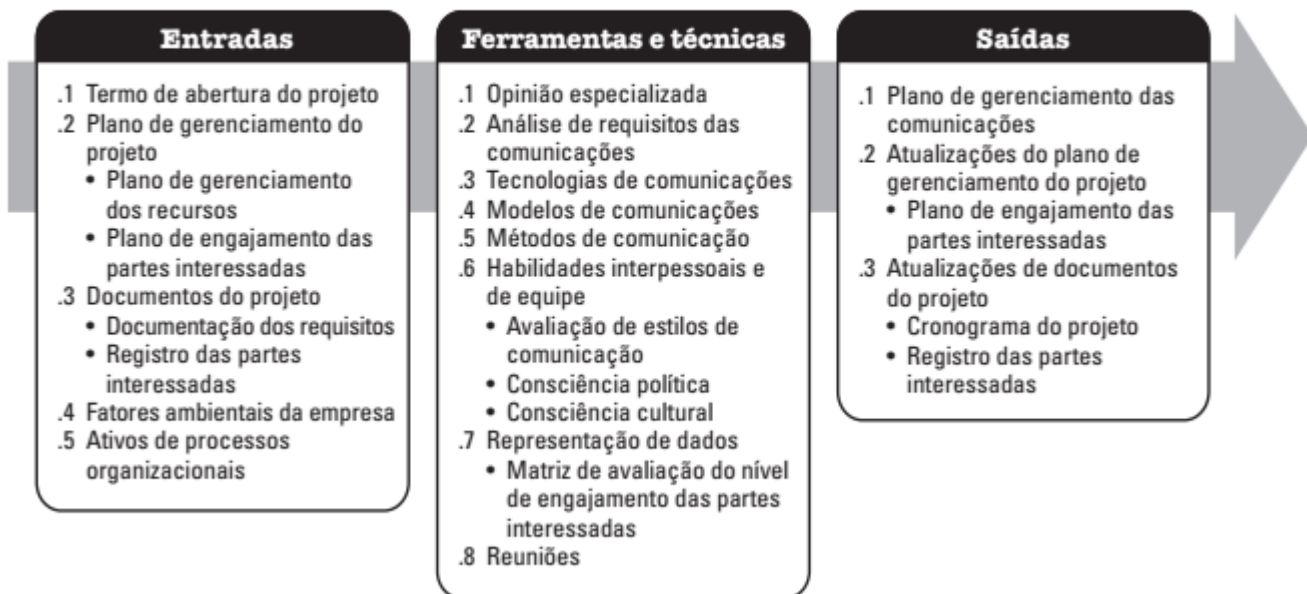 Entradas
.1 Termo de abertura do projeto
.2 Plano de gerenciamento do
projeto
• Plano de gerenciamento
dos recursos
• Plano de engajamento das
partes interessadas
.3 Documentos do projeto
• Documentação dos requisitos
• Registro das partes
interessadas
.4 Fatores ambientais da empresa
.5 Ativos de processos
organizacionais
Ferramentas e técnicas
.1 Opinião especializada
.2 Análise de requisitos das
comunicações
.3 Tecnologias de comunicações
.4 Modelos de comunicações
.5 Métodos de comunicação
.6 Habilidades interpessoais e
de equipe
• Avaliação de estilos de
comunicação
• Consciência política
• Consciência cultural
.7 Representação de dados
• Matriz de avaliação do nível
de engajamento das partes
interessadas
.8 Reuniões
Saídas
.1 Plano de gerenciamento das
comunicações
.2 Atualizações do plano de
gerenciamento do projeto
• Plano de engajamento das
partes interessadas
.3 Atualizações de documentos
do projeto
• Cronograma do projeto
• Registro das partes
interessadas